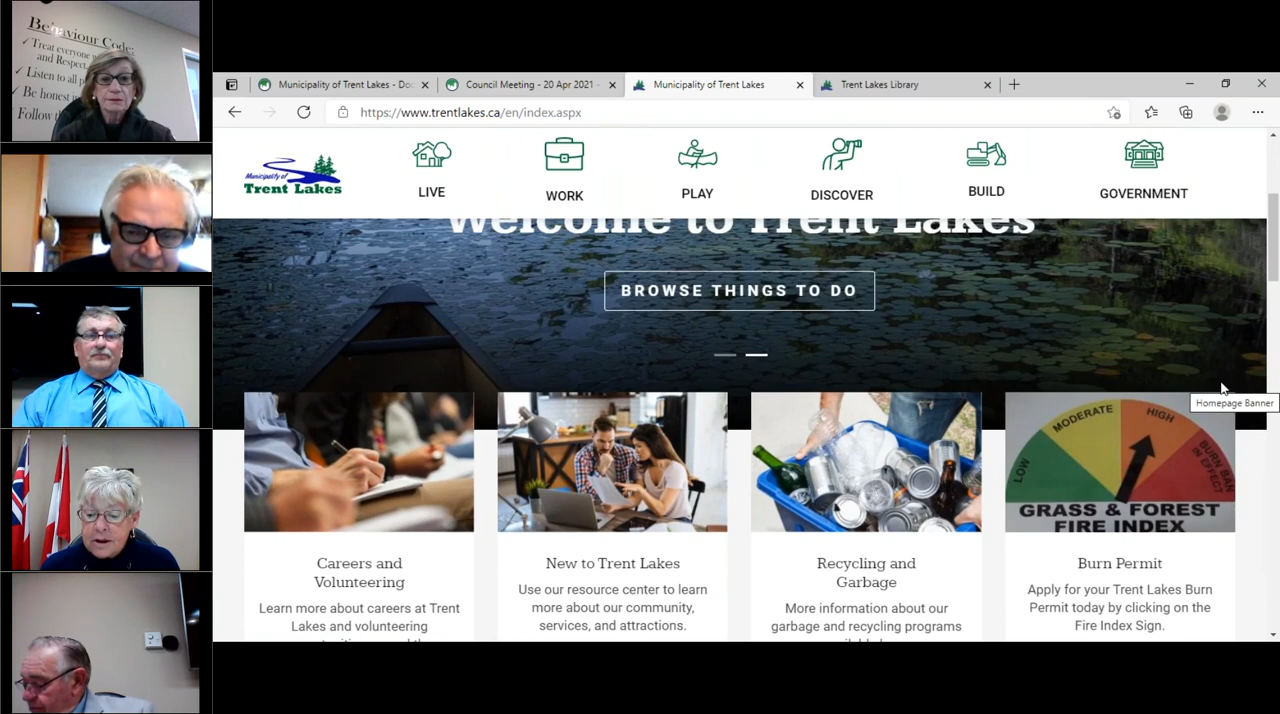 Behaviour Code:
✓ Treat everyone
and Respect
✓ Listen to all
✓ Be honest
Follow
Municipality of Trent Lakes - Doc
Council Meeting - 20 Apr 2021 -
Municipality of Trent Lakes
Trent Lakes Library
https://www.trentlakes.ca/en/index.aspx
Municipality of
Trent Lakes
LIVE
WORK
PLAY
DISCOVER
BUILD
GOVERNMENT
Welcome to Trent Lakes
BROWSE THINGS TO DO
Homepage Banner
LOW
MODERATE
HIGH
BURN BAN
IN EFFECT
GRASS & FOREST
FIRE INDEX
Careers and
Volunteering
Learn more about careers at Trent
Lakes and volunteering
New to Trent Lakes
Use our resource center to learn
more about our community,
services, and attractions.
Recycling and
Garbage
More information about our
garbage and recycling programs
Burn Permit
Apply for your Trent Lakes Burn
Permit today by clicking on the
Fire Index Sign.